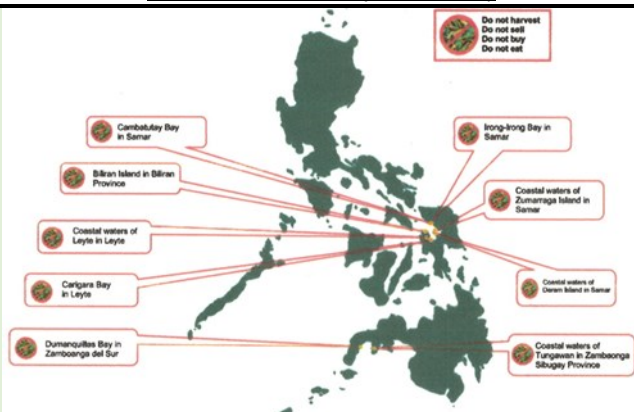 Do not harvest
Do not sell
Do not buy
Do not eat
Cambatutay Bay
in Samar
Irong-Irong Bay in
Samar
Biliran Island in Biliran
Province
Coastal waters
of Zumarraga Island in
Samar
Coastal waters of
Leyte in Leyte
Carigara Bay
in Leyte
Coastal waters of
Daram Island in Samar
Dumanquillas Bay in
Zamboanga del Sur
Coastal waters of
Tungawan in Zamboanga
Sibugay Province